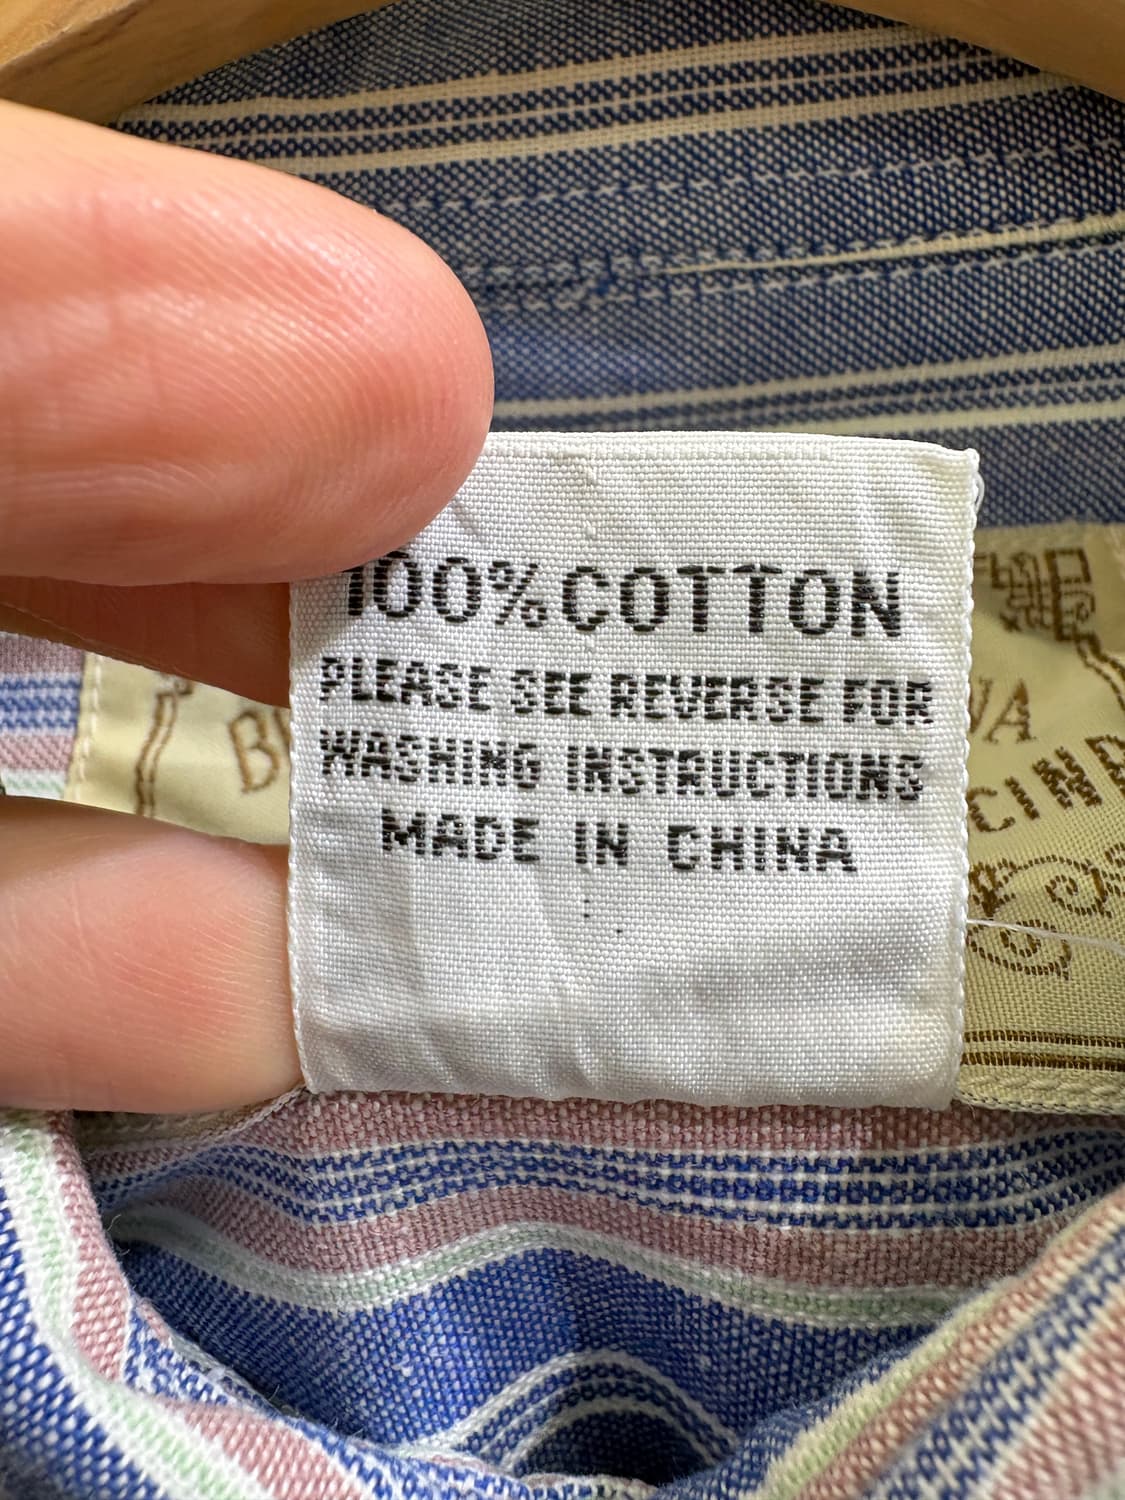 100% COTTON
PLEASE SEE REVERSE FOR
WASHING INSTRUCTIONS
MADE IN CHINA